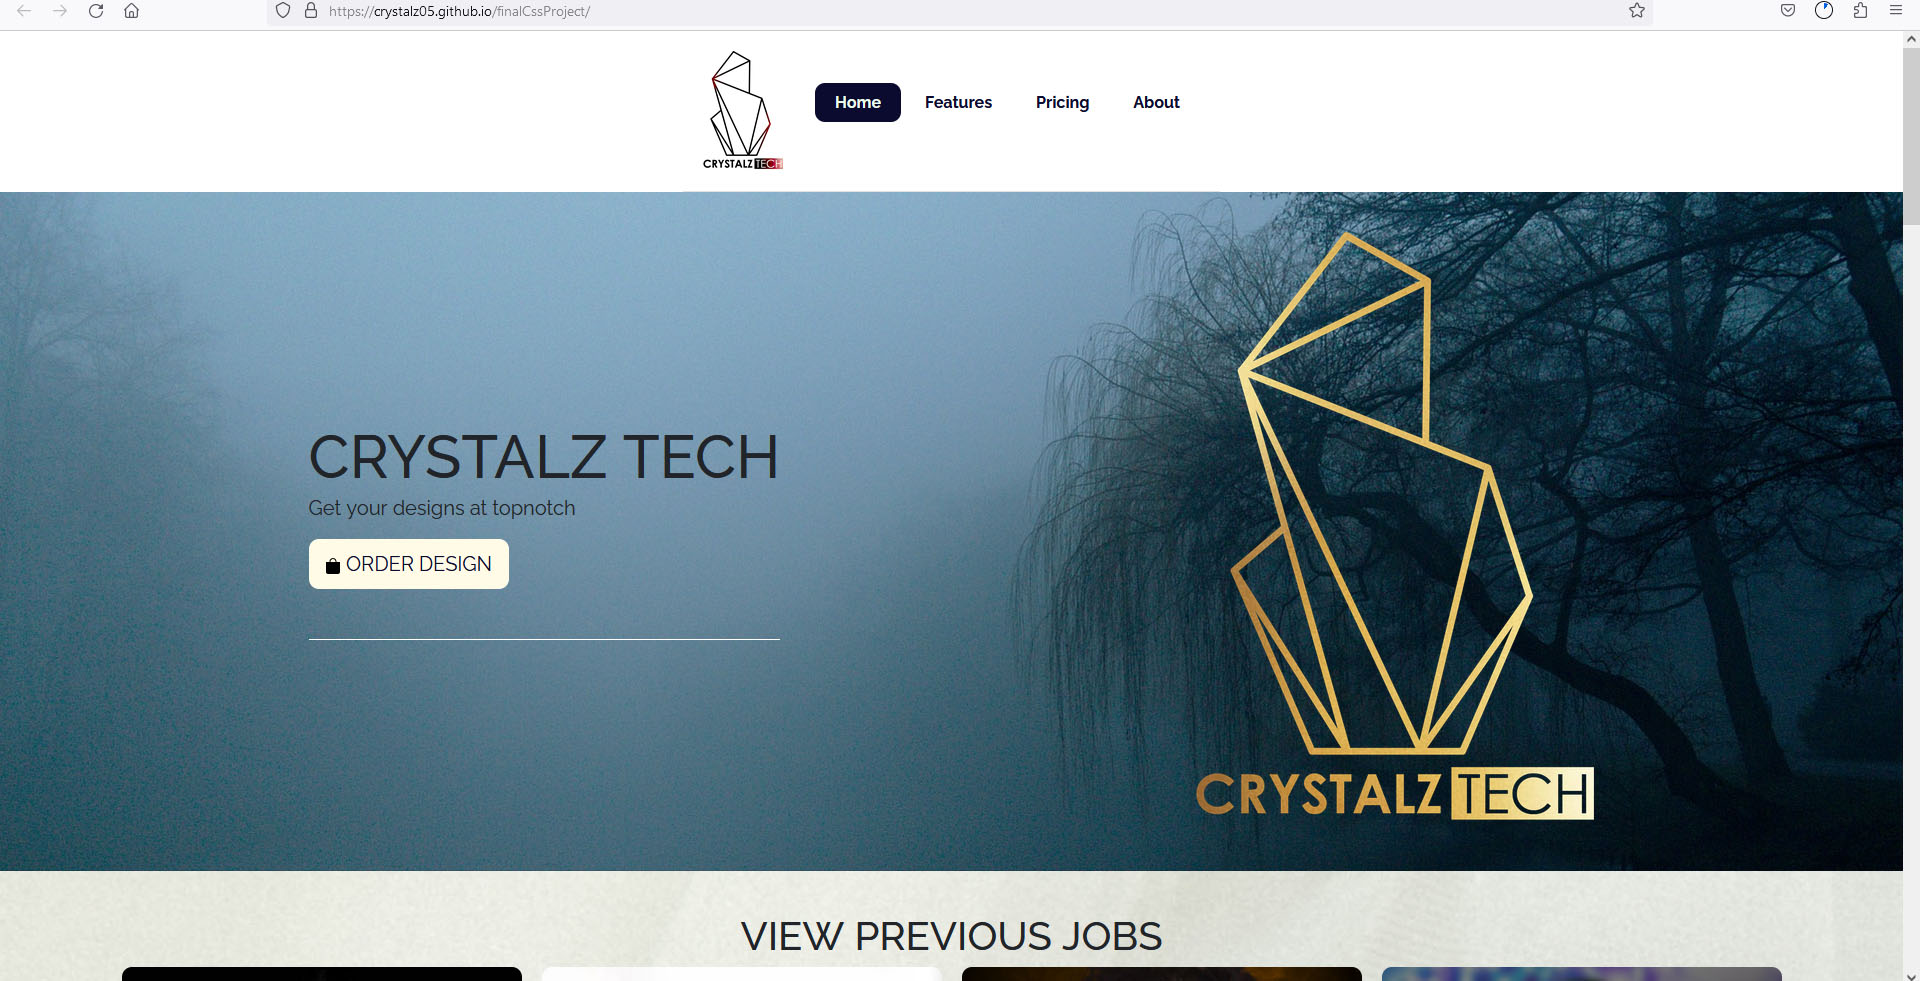 https://crystalz05.github.io/finalCssProject/
CRYSTALZ TECH
Home Features Pricing About
CRYSTALZ TECH
Get your designs at topnotch
ORDER DESIGN
CRYSTALZ TECH
VIEW PREVIOUS JOBS